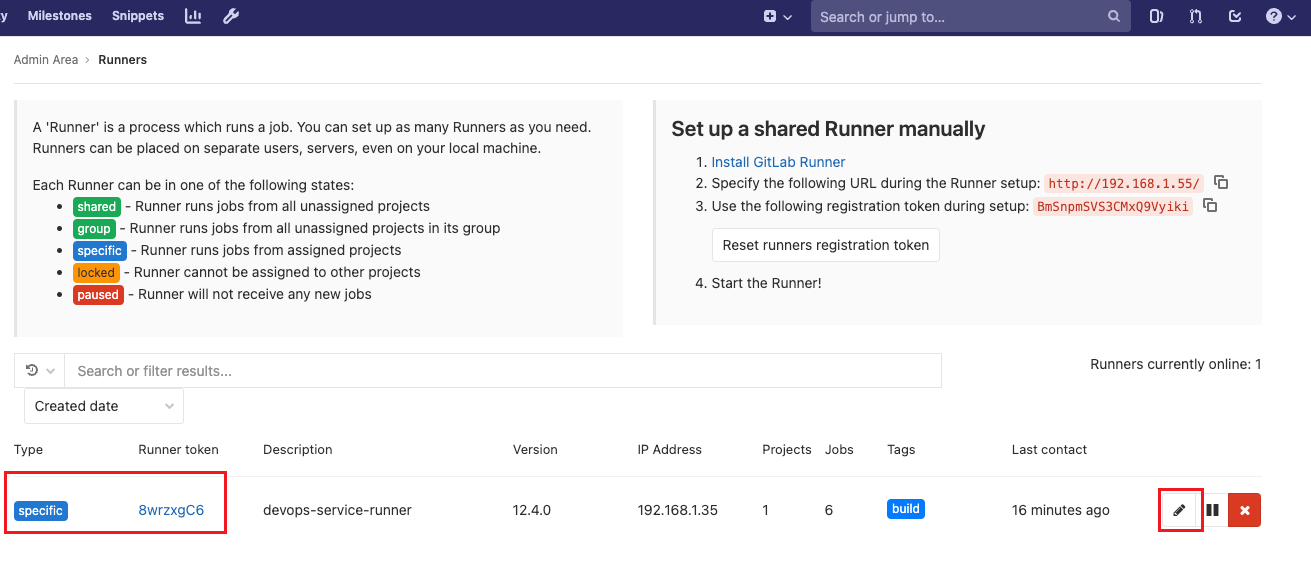 y Milestones Snippets Search or jump to... ?
Admin Area > Runners
A 'Runner' is a process which runs a job. You can set up as many Runners as you need.
Runners can be placed on separate users, servers, even on your local machine.
Each Runner can be in one of the following states:
• shared - Runner runs jobs from all unassigned projects
• group - Runner runs jobs from all unassigned projects in its group
• specific - Runner runs jobs from assigned projects
• locked - Runner cannot be assigned to other projects
• paused - Runner will not receive any new jobs
Set up a shared Runner manually
1. Install GitLab Runner
2. Specify the following URL during the Runner setup: http://192.168.1.55/
3. Use the following registration token during setup: BmSnpmSVS3CMxQ9Vyiki
Reset runners registration token
4. Start the Runner!
Search or filter results...
Runners currently online: 1
Created date
Type Runner token Description Version IP Address Projects Jobs Tags Last contact
specific 8wrzxgC6 devops-service-runner 12.4.0 192.168.1.35 1 6 build 16 minutes ago